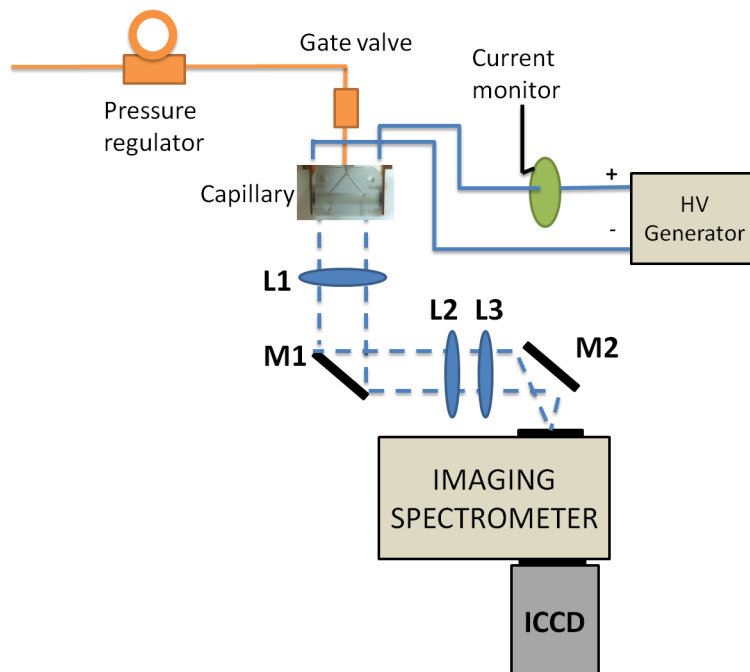 Gate valve
Current
monitor
Pressure
regulator
Capillary
+
-
HV
Generator
L1
L2
L3
M1
M2
IMAGING
SPECTROMETER
ICCD